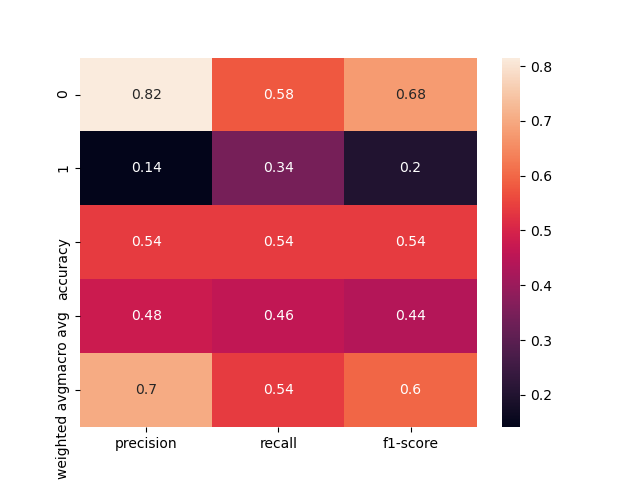 0 0.82 0.58 0.68
1 0.14 0.34 0.2
accuracy 0.54 0.54 0.54
macro avg 0.48 0.46 0.44
weighted avg 0.7 0.54 0.6
precision recall f1-score
0.8
0.7
0.6
0.5
0.4
0.3
0.2